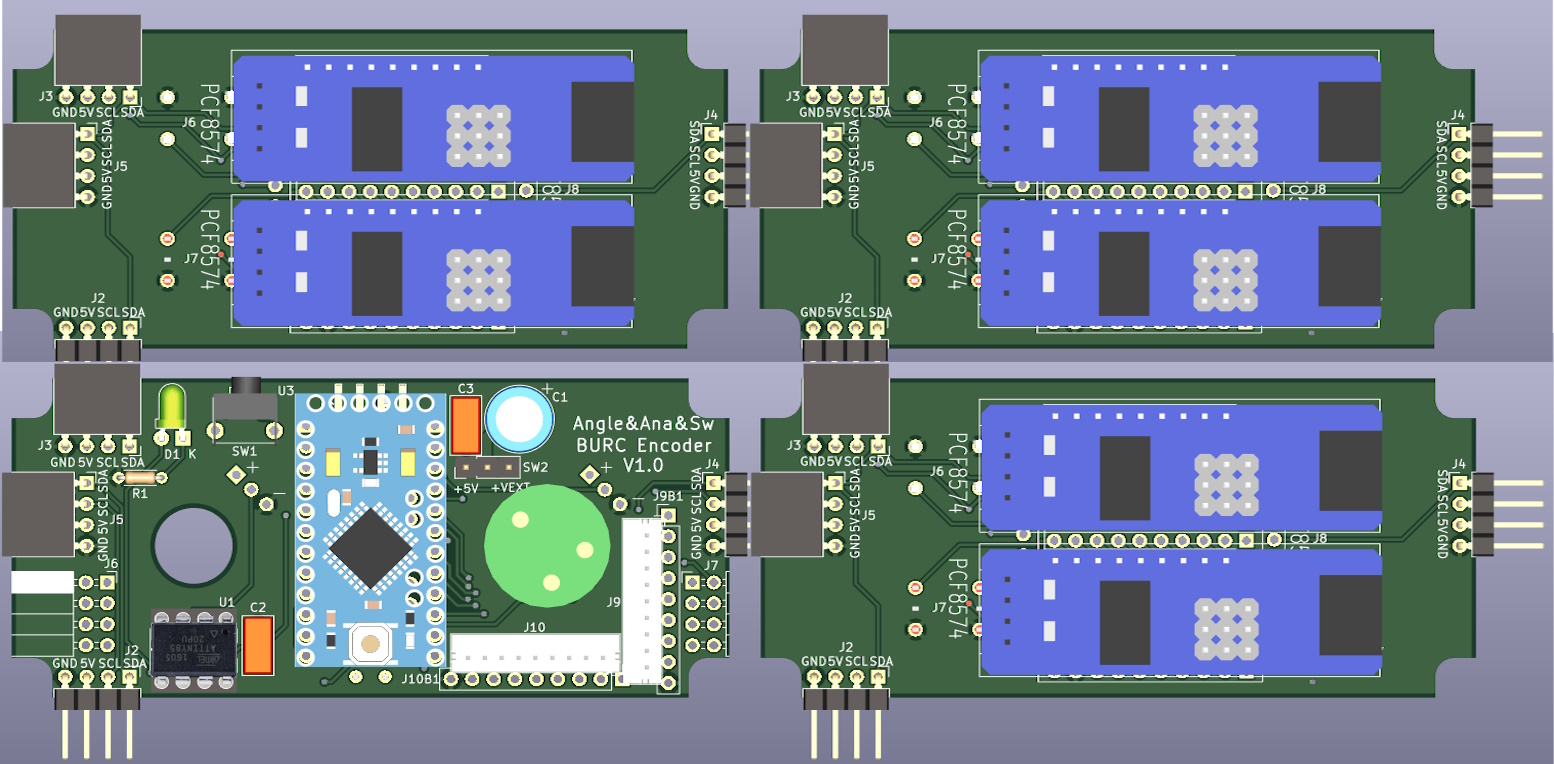 J3
GND 5V SCL SDA
J6
PCF8574
J5
GND 5V SCL SDA
J4
SDA SCL 5V GND
J8
J7
PCF8574
J2
GND 5V SCL SDA
J3
GND 5V SCL SDA
J6
PCF8574
J5
GND 5V SCL SDA
J4
SDA SCL 5V GND
J8
J7
PCF8574
J2
GND 5V SCL SDA
U3
C3
+
C1
Angle&Ana&Sw
BURC Encoder
V1.0
J3
GND 5V SCL SDA
D1 K
SW1
SW2
+5V +VEXT
R1
+
−
+
−
J5
GND 5V SCL SDA
J4
SDA SCL 5V GND
J9B1
J6
J7
U1
C2
ATMEL
1605
ATTINY85
20PU
J9
J10
J2
GND 5V SCL SDA
J10B1
J3
GND 5V SCL SDA
J6
PCF8574
J5
GND 5V SCL SDA
J4
SDA SCL 5V GND
J8
J7
PCF8574
J2
GND 5V SCL SDA